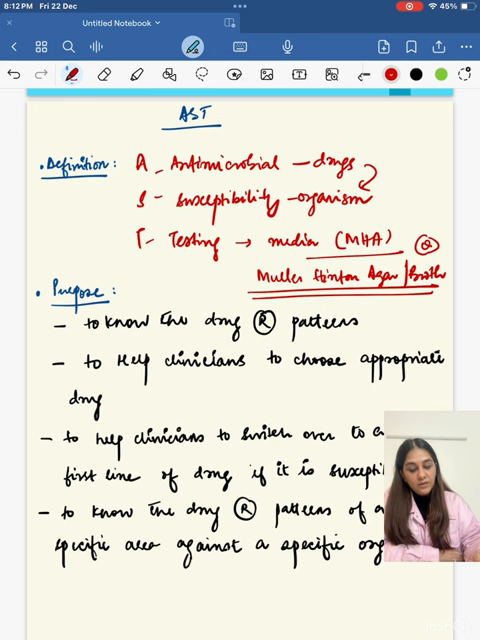 8:12 PM Fri 22 Dec
45%
Untitled Notebook
AST
• Definition : A - Antimicrobial - drugs
S - Susceptibility - organism
T - Testing → media (MHA) Q
Muller Hinton Agar / Broth
• Purpose :
- to know the drug R patterns
- to Help clinicians to choose appropriate
drug
- to help clinicians to switch over to
first line of drug if it is
- to know the drug R patterns of
specific area against a specific